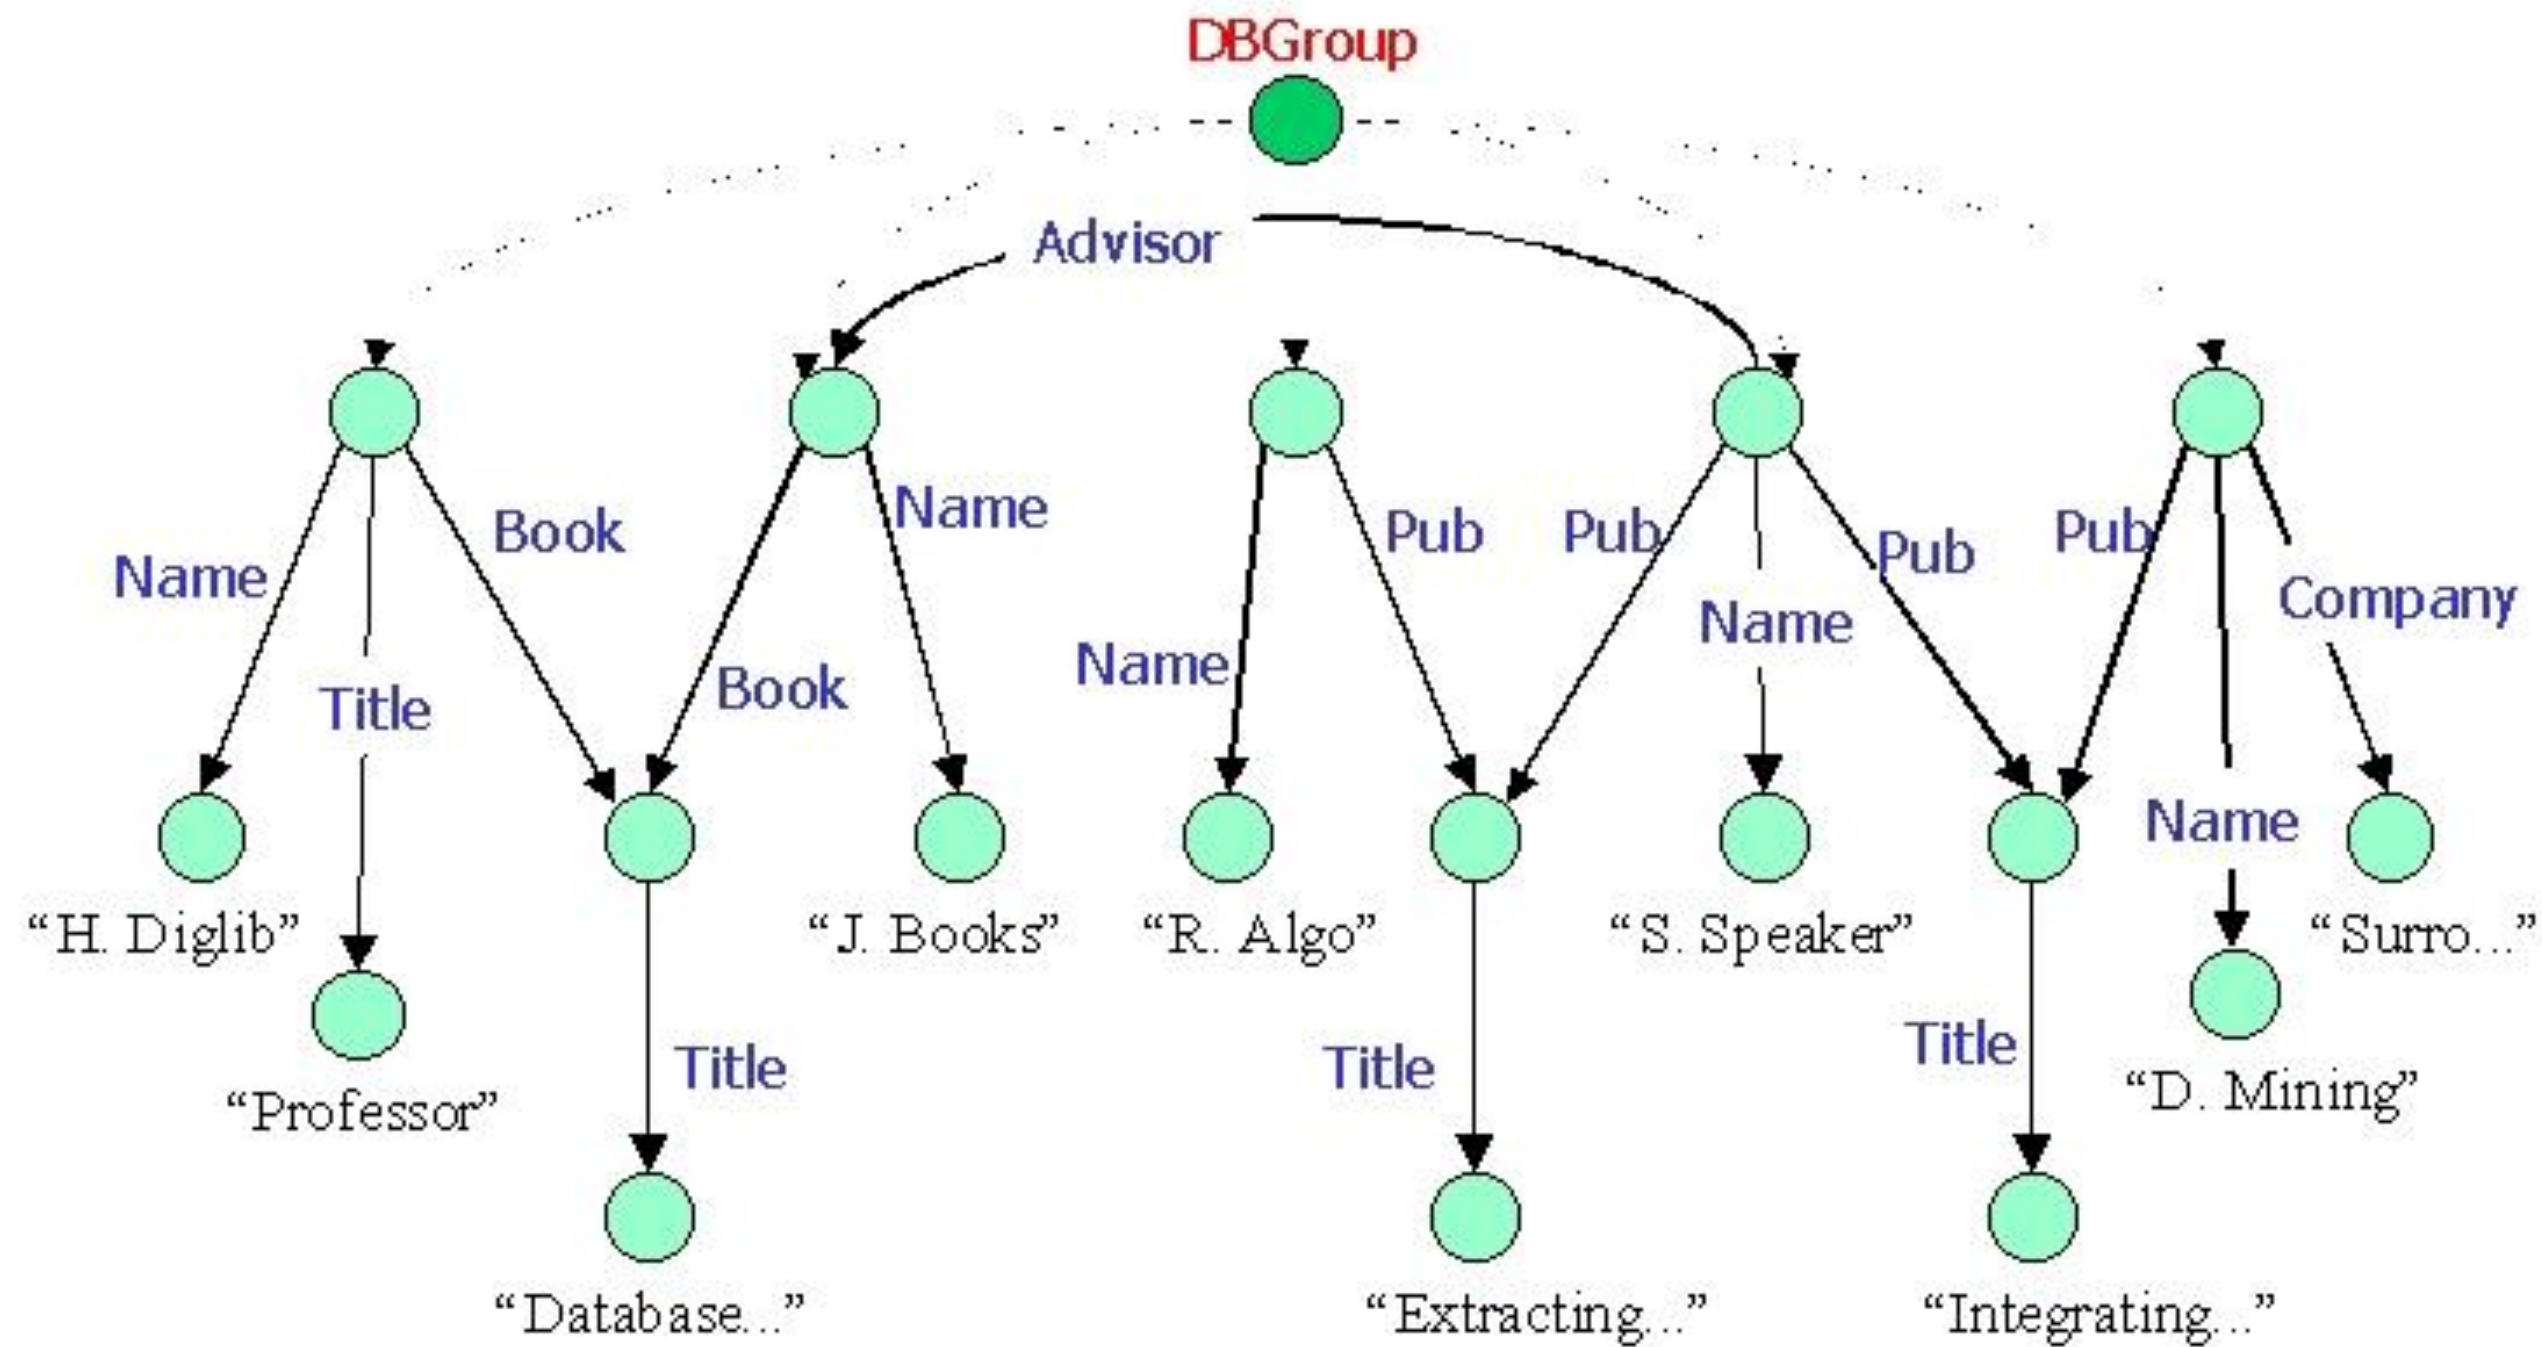 DBGroup
Advisor
Name
Book
Name
Pub
Pub
Pub
Pub
Company
Name
Title
Book
Name
Name
Name
"H. Diglib"
"J. Books"
"R. Algo"
"S. Speaker"
"Surro..."
"Professor"
Title
Title
Title
"D. Mining"
"Database..."
"Extracting..."
"Integrating..."